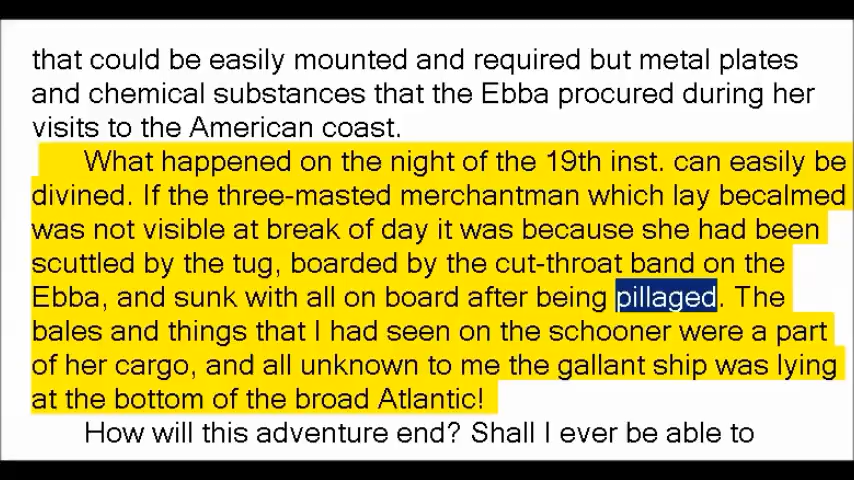 that could be easily mounted and required but metal plates
and chemical substances that the Ebba procured during her
visits to the American coast.
What happened on the night of the 19th inst. can easily be
divined. If the three-masted merchantman which lay becalmed
was not visible at break of day it was because she had been
scuttled by the tug, boarded by the cut-throat band on the
Ebba, and sunk with all on board after being pillaged. The
bales and things that I had seen on the schooner were a part
of her cargo, and all unknown to me the gallant ship was lying
at the bottom of the broad Atlantic!
How will this adventure end? Shall I ever be able to